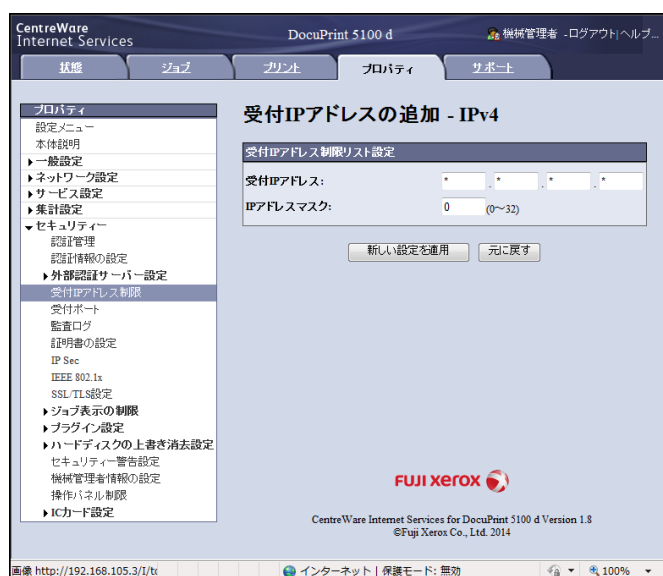 CentreWare
Internet Services
DocuPrint 5100 d
機械管理者 -ログアウト|ヘルプ...
状態
ジョブ
プリント
プロパティ
サポート
プロパティ
設定メニュー
本体説明
一般設定
ネットワーク設定
サービス設定
集計設定
セキュリティー
認証管理
認証情報の設定
外部認証サーバー設定
受付IPアドレス制限
受付ポート
監査ログ
証明書の設定
IP Sec
IEEE 802.1x
SSL/TLS設定
ジョブ表示の制限
プラグイン設定
ハードディスクの上書き消去設定
セキュリティー警告設定
機械管理者情報の設定
操作パネル制限
ICカード設定
受付IPアドレスの追加 - IPv4
受付IPアドレス制限リスト設定
受付IPアドレス: * . * . * . *
IPアドレスマスク: 0 (0~32)
新しい設定を適用
元に戻す
FUJI XEROX
CentreWare Internet Services for DocuPrint 5100 d Version 1.8
©Fuji Xerox Co., Ltd. 2014
画像 http://192.168.105.3/I/to
インターネット | 保護モード: 無効
100%